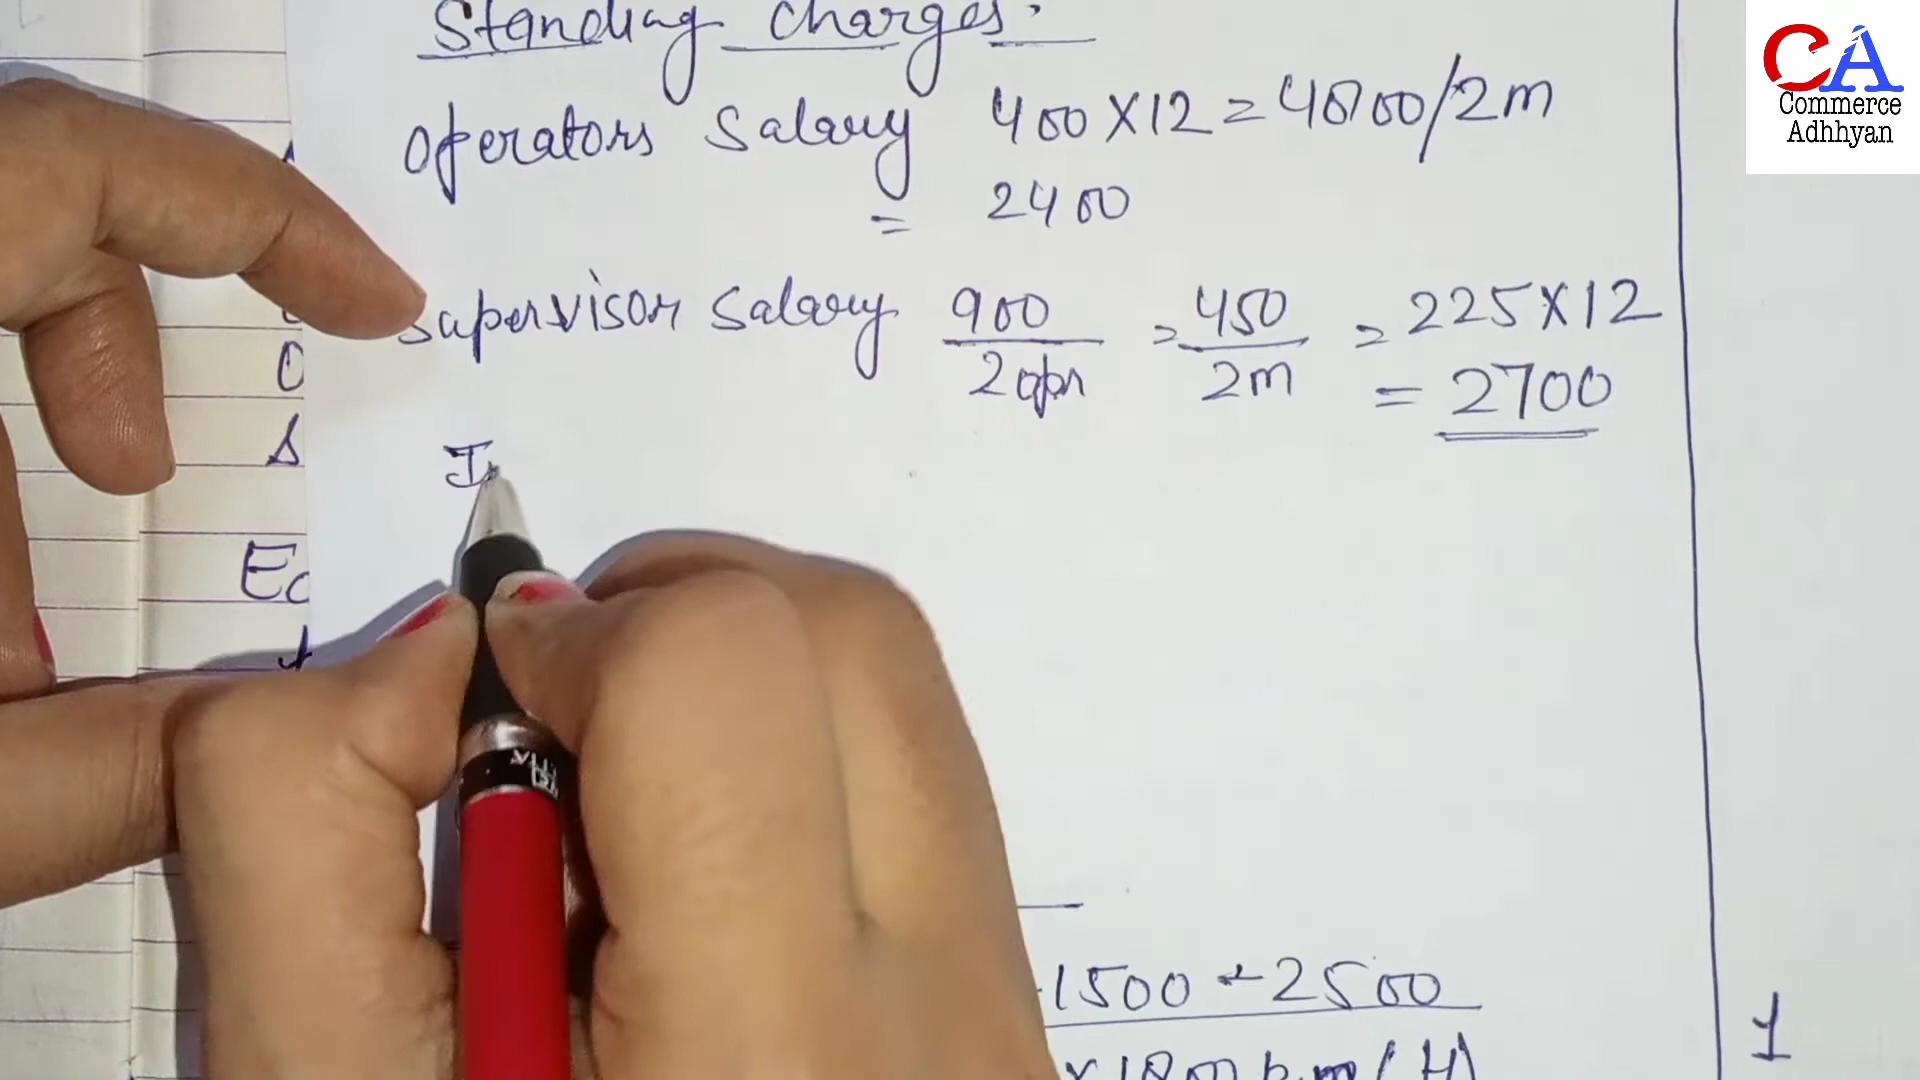 Standing Charges.
Operators Salary 400 X 12 = 4800/2m
= 2400
Supervisor Salary 900/2opr = 450/2m = 225 X 12
= 2700
I
1500 - 2500
CA
Commerce
Adhhyan
O
S
1